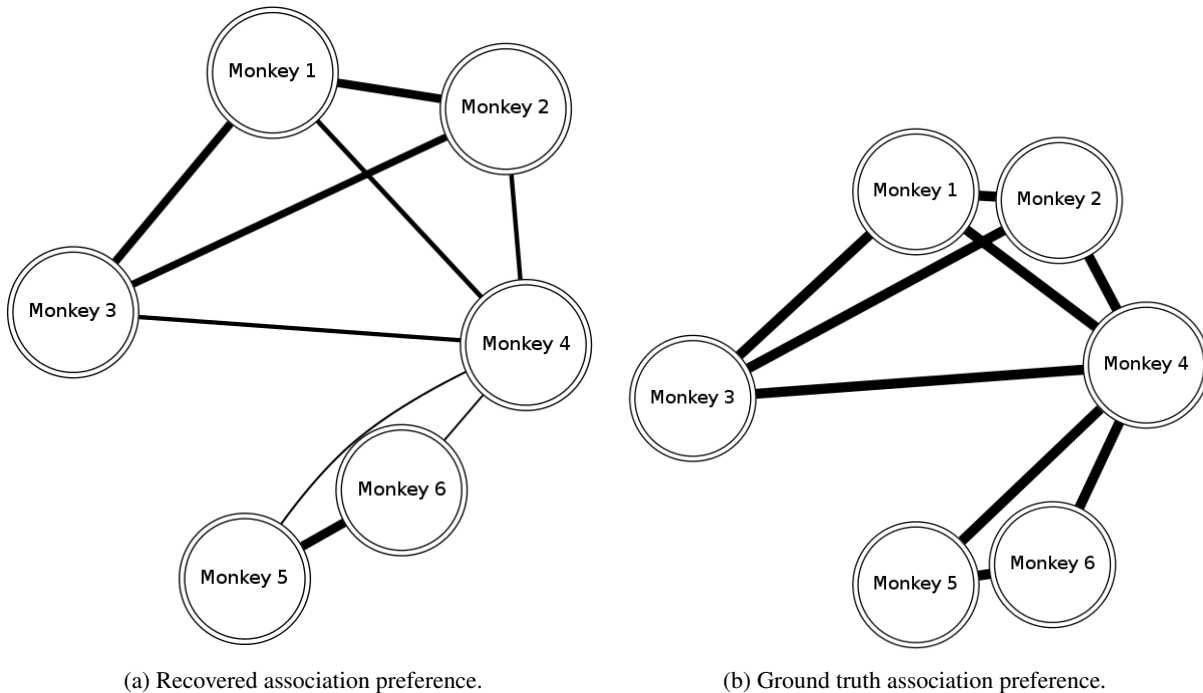 Monkey 1
Monkey 2
Monkey 3
Monkey 4
Monkey 6
Monkey 5
(a) Recovered association preference.
Monkey 1
Monkey 2
Monkey 4
Monkey 3
Monkey 6
Monkey 5
(b) Ground truth association preference.